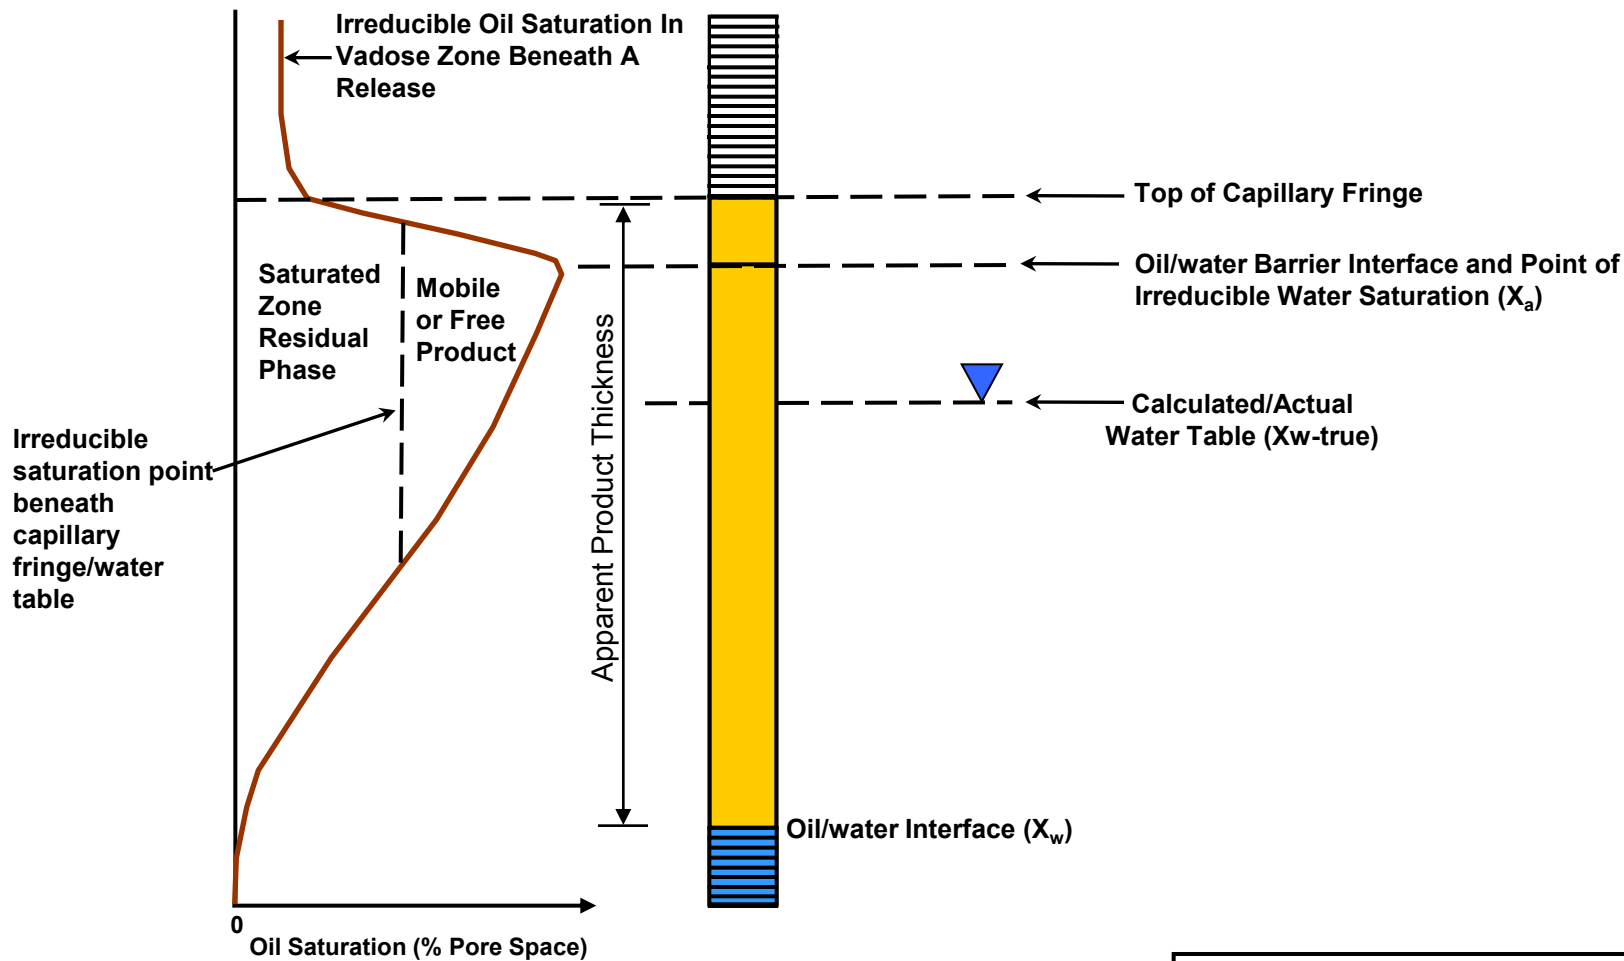 Irreducible Oil Saturation In
Vadose Zone Beneath A
Release
Top of Capillary Fringe
Oil/water Barrier Interface and Point of
Irreducible Water Saturation (Xa)
Saturated
Zone
Residual
Phase
Mobile
or Free
Product
Apparent Product Thickness
Calculated/Actual
Water Table (Xw-true)
Irreducible
saturation point
beneath
capillary
fringe/water
table
Oil/water Interface (Xw)
0
Oil Saturation (% Pore Space)